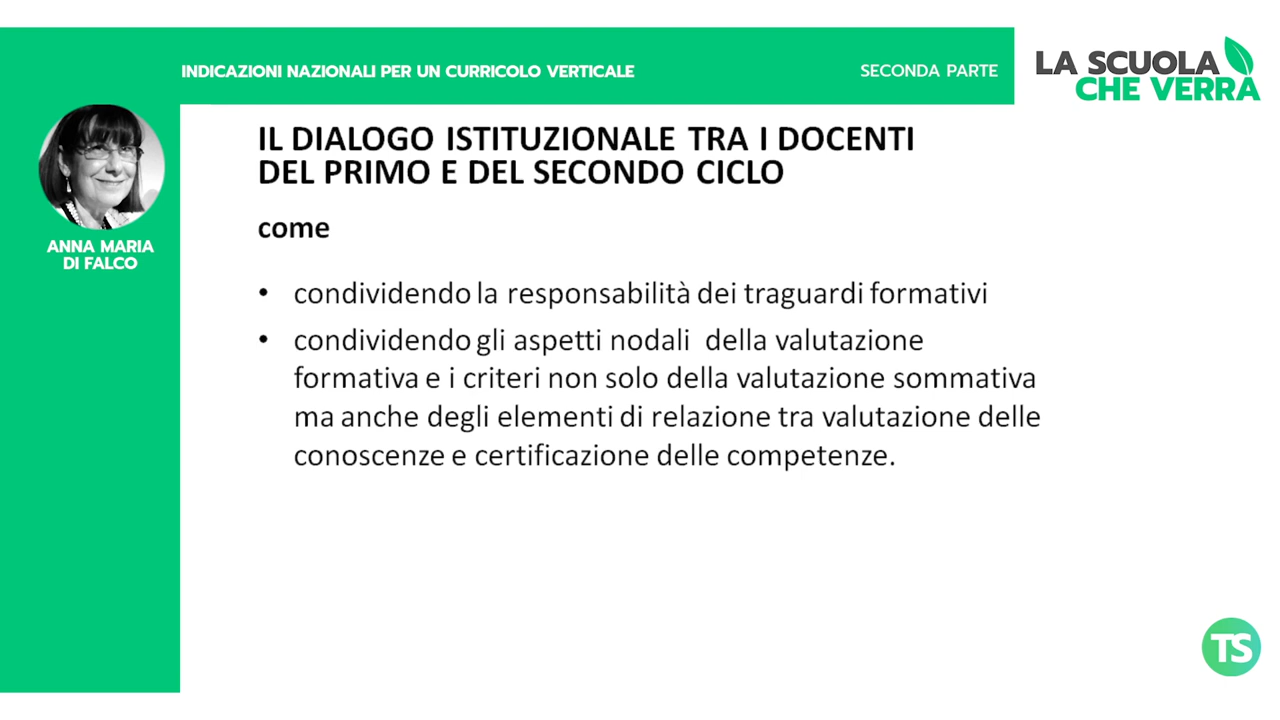 INDICAZIONI NAZIONALI PER UN CURRICOLO VERTICALE
SECONDA PARTE
LA SCUOLA
CHE VERRA
ANNA MARIA
DI FALCO
IL DIALOGO ISTITUZIONALE TRA I DOCENTI
DEL PRIMO E DEL SECONDO CICLO
come
• condividendo la responsabilità dei traguardi formativi
• condividendo gli aspetti nodali della valutazione
formativa e i criteri non solo della valutazione sommativa
ma anche degli elementi di relazione tra valutazione delle
conoscenze e certificazione delle competenze.
TS